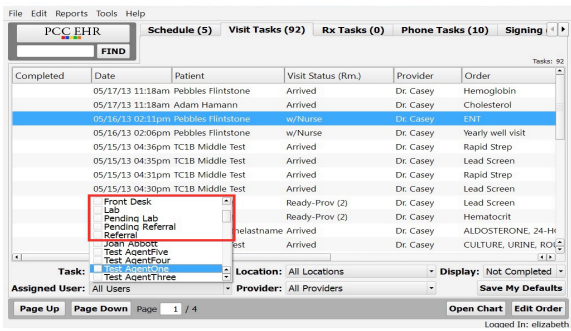 File Edit Reports Tools Help
PCC EHR
FIND
Schedule (5) Visit Tasks (92) Rx Tasks (0) Phone Tasks (10) Signing
Tasks: 92
Completed Date Patient Visit Status (Rm.) Provider Order
05/17/13 11:18am Pebbles Flintstone Arrived Dr. Casey Hemoglobin
05/17/13 11:18am Adam Hamann Arrived Dr. Casey Cholesterol
05/16/13 02:11pm Pebbles Flintstone w/Nurse Dr. Casey ENT
05/16/13 02:06pm Pebbles Flintstone w/Nurse Dr. Casey Yearly well visit
05/15/13 04:36pm TC1B Middle Test Arrived Dr. Casey Rapid Strep
05/15/13 04:35pm TC1B Middle Test Arrived Dr. Casey Lead Screen
05/15/13 04:31pm TC1B Middle Test Arrived Dr. Casey Rapid Strep
05/15/13 04:30pm TC1B Middle Test Arrived Dr. Casey Lead Screen
Ready-Prov (2) Dr. Casey Lead Screen
Ready-Prov (2) Dr. Casey Hematocrit
nelastname Arrived Dr. Casey ALDOSTERONE, 24-H
est Arrived Dr. Casey CULTURE, URINE, ROU
Front Desk
Lab
Pending Lab
Pending Referral
Referral
Joan Abbott
Test AgentFive
Test AgentFour
Test AgentOne
Test AgentThree
Task: Location: All Locations Display: Not Completed
Assigned User: All Users Provider: All Providers Save My Defaults
Page Up Page Down Page 1 / 4 Open Chart Edit Order
Logged In: elizabeth